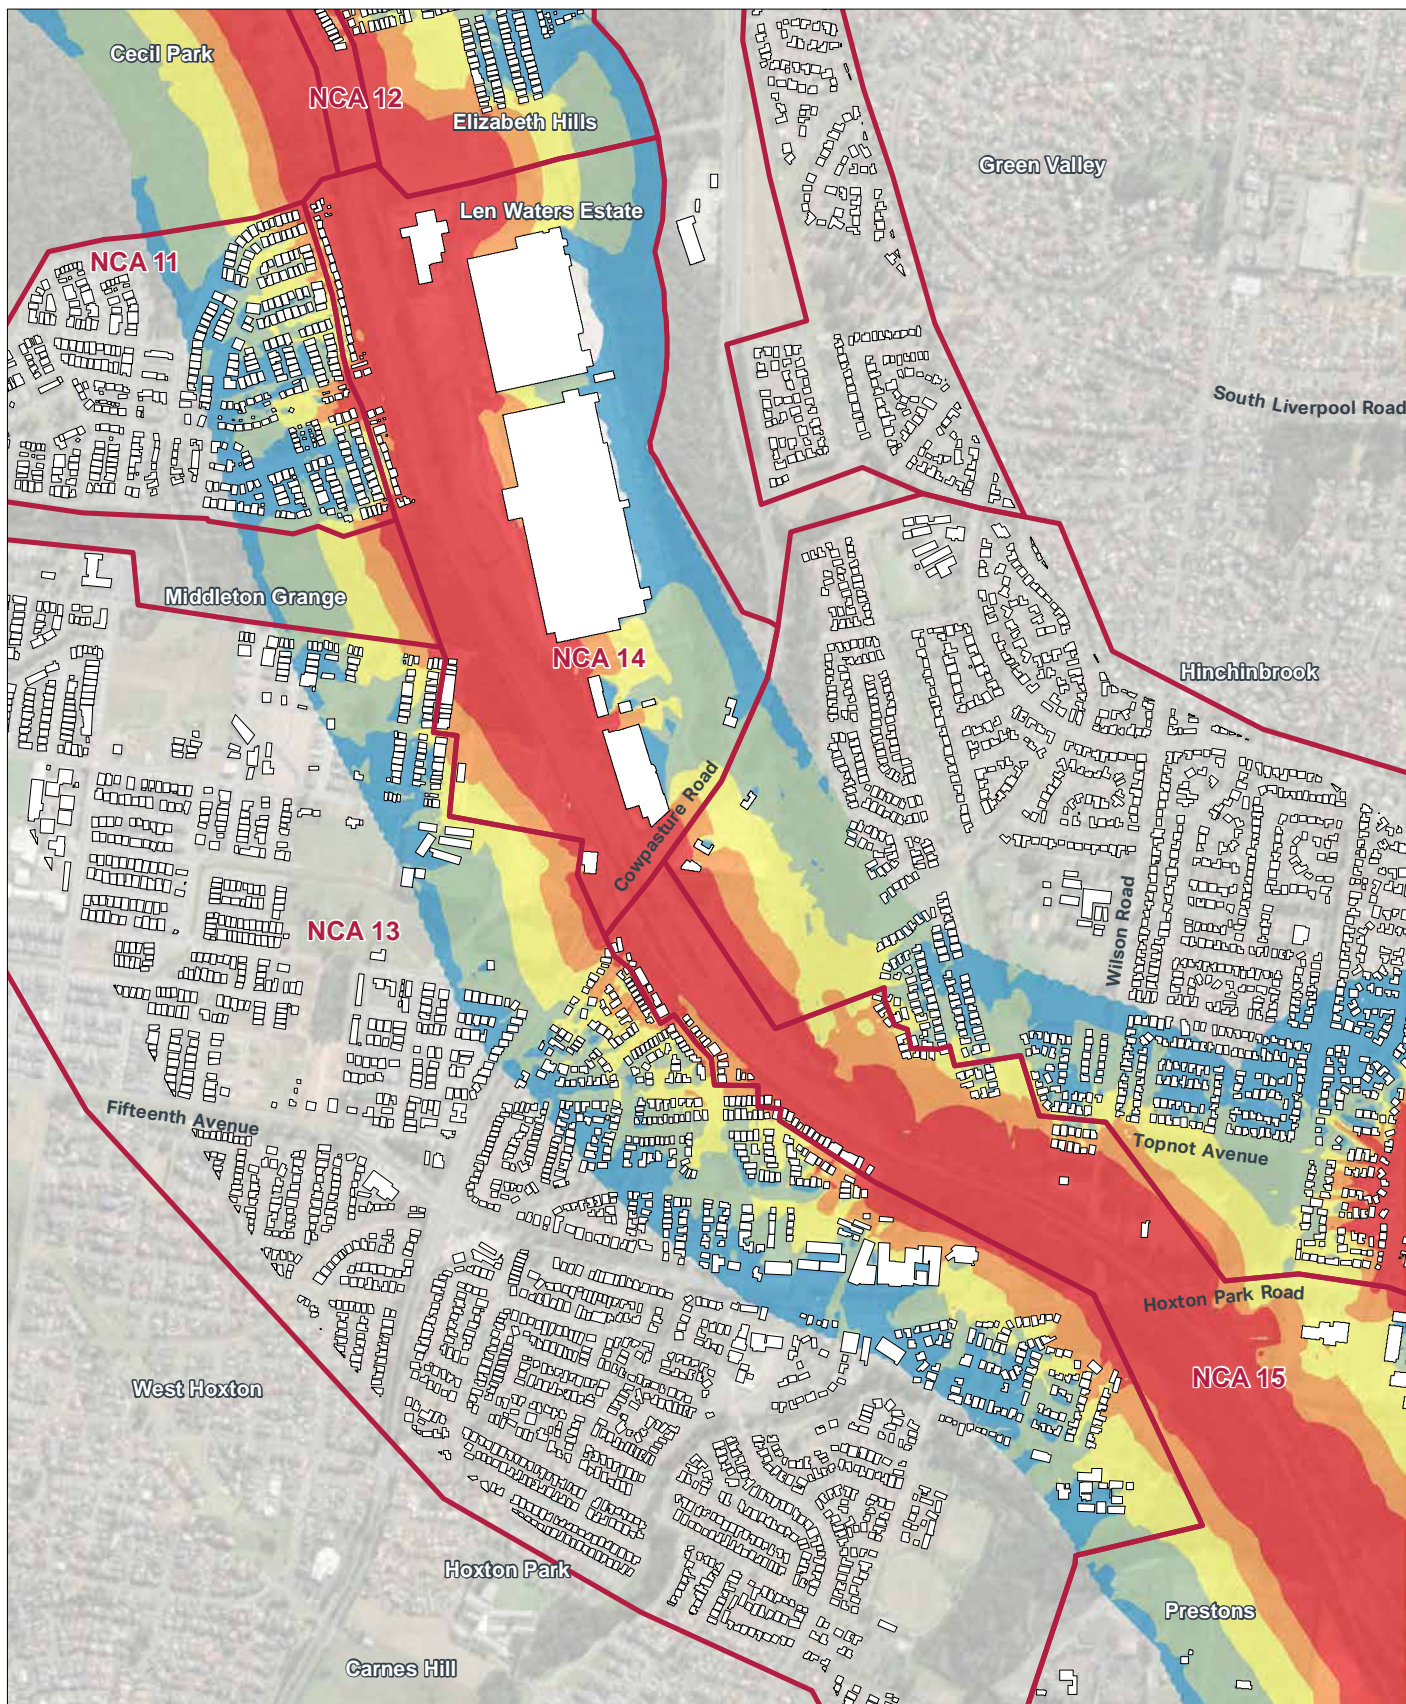 Cecil Park
NCA 12
Elizabeth Hills
Green Valley
Len Waters Estate
NCA 11
South Liverpool Road
Middleton Grange
NCA 14
Hinchinbrook
Cowpasture Road
Wilson Road
NCA 13
Fifteenth Avenue
Topnot Avenue
Hoxton Park Road
West Hoxton
NCA 15
Hoxton Park
Prestons
Carnes Hill